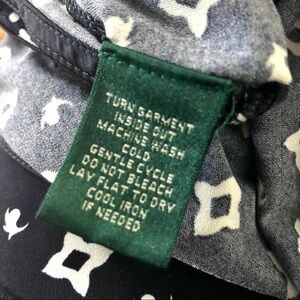 TURN GARMENT
INSIDE OUT
MACHINE WASH
COLD
GENTLE CYCLE
DO NOT BLEACH
LAY FLAT TO DRY
COOL IRON
IF NEEDED